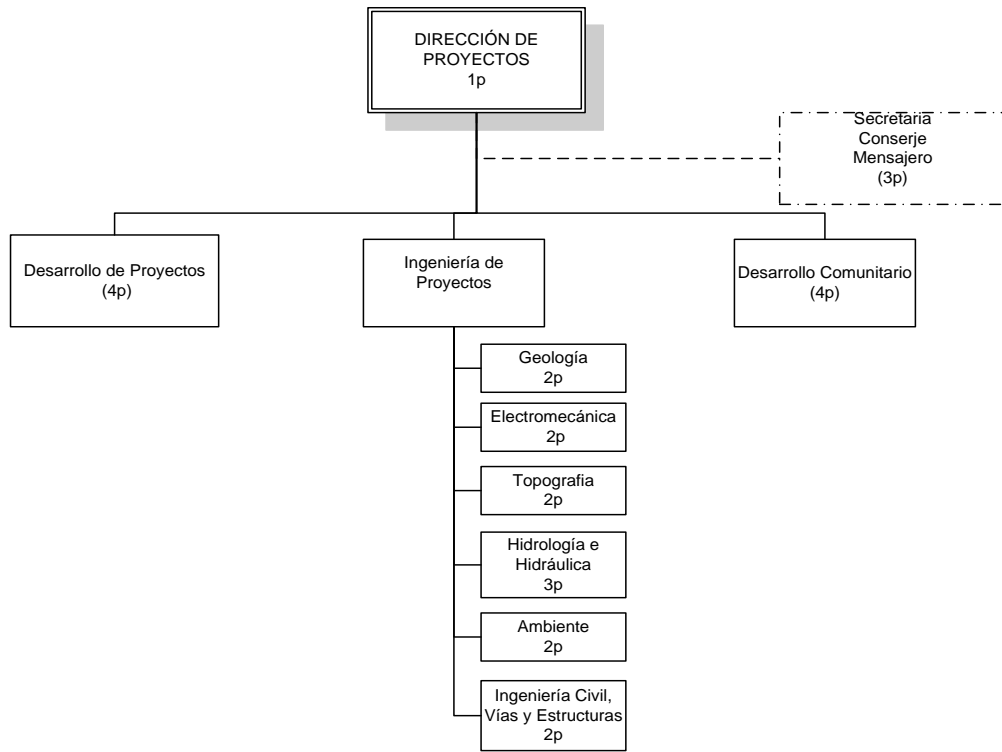 DIRECCIÓN DE
PROYECTOS
1p
Secretaria
Conserje
Mensajero
(3p)
Desarrollo de Proyectos
(4p)
Ingeniería de
Proyectos
Desarrollo Comunitario
(4p)
Geología
2p
Electromecánica
2p
Topografia
2p
Hidrología e
Hidráulica
3p
Ambiente
2p
Ingeniería Civil,
Vías y Estructuras
2p